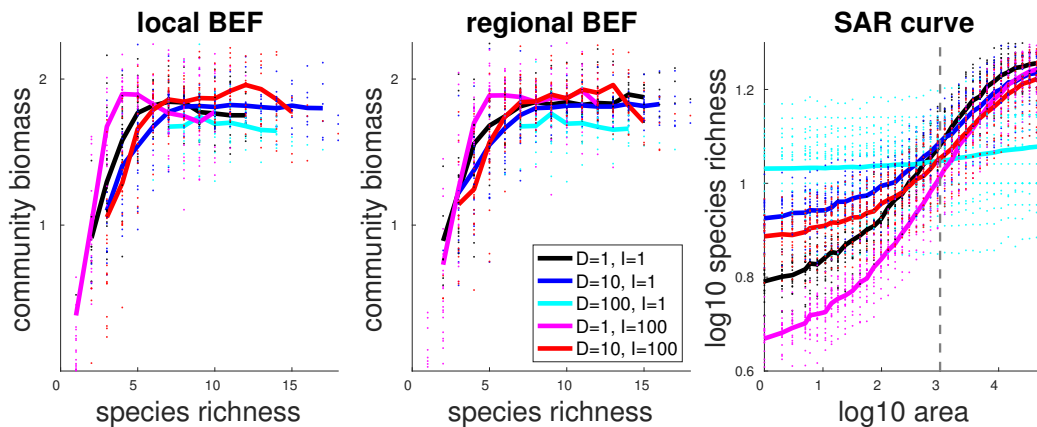 local BEF
community biomass
2
1
0
5
10
15
species richness
regional BEF
community biomass
2
1
0
5
10
15
species richness
D=1, I=1
D=10, I=1
D=100, I=1
D=1, I=100
D=10, I=100
SAR curve
log10 species richness
1.2
1
0.8
0.6
0
1
2
3
4
log10 area